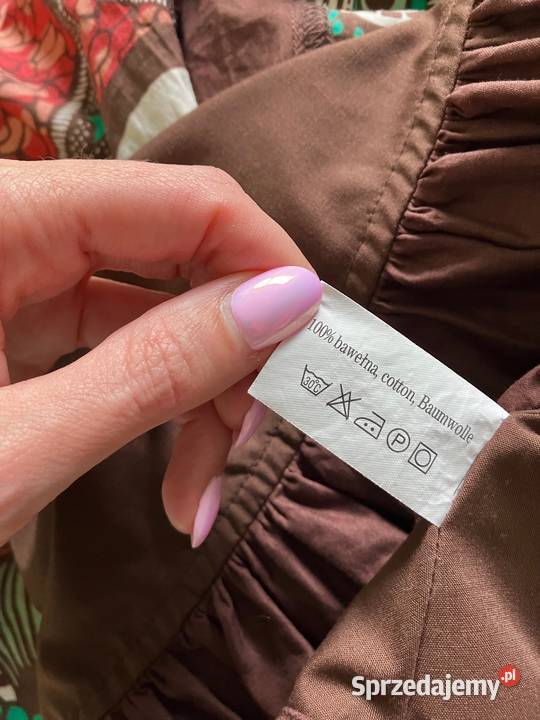 100% bawełna, cotton, Baumwolle
30°C
P
Sprzedajemy.pl